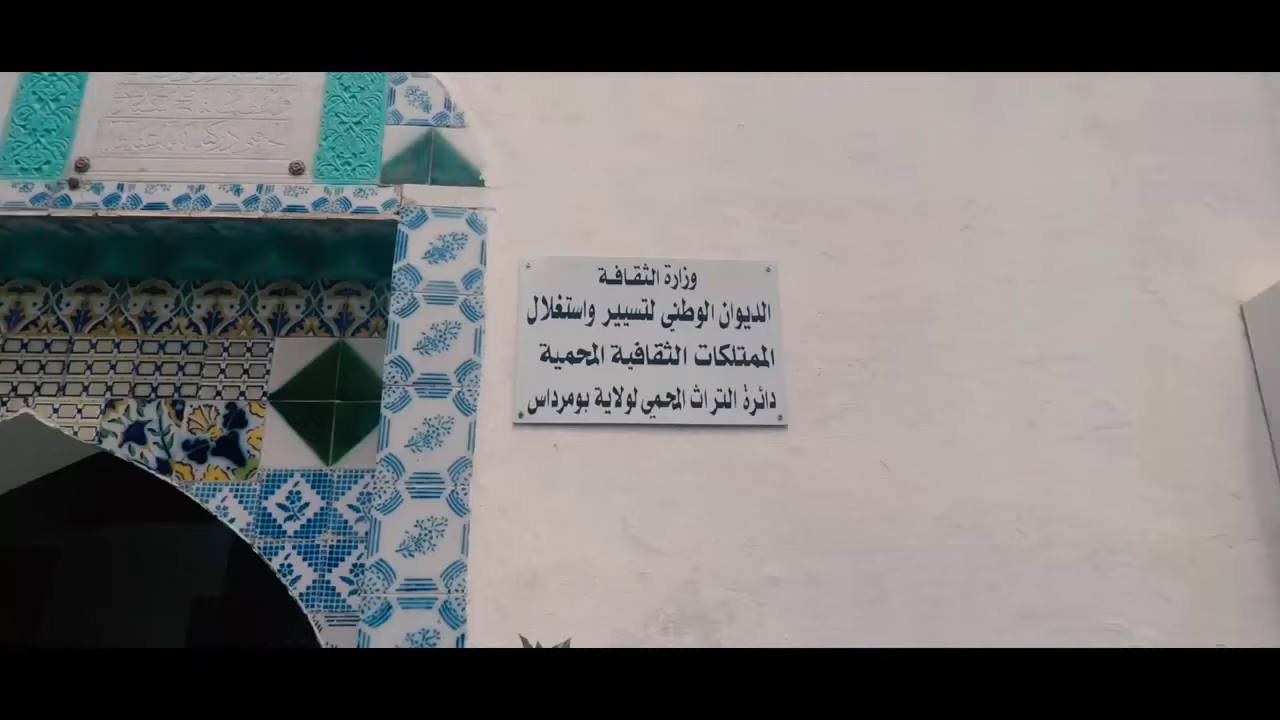 وزارة الثقافة
الديوان الوطني لتسيير واستغلال
الممتلكات الثقافية المحمية
دائرة التراث المحمي لولاية بومرداس